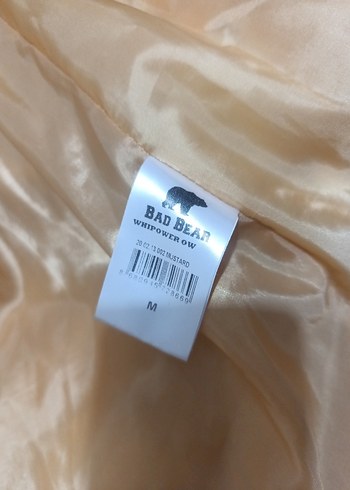 BAD BEAR
WHIPOWER OW
20.02.13.002 MUSTARD
M